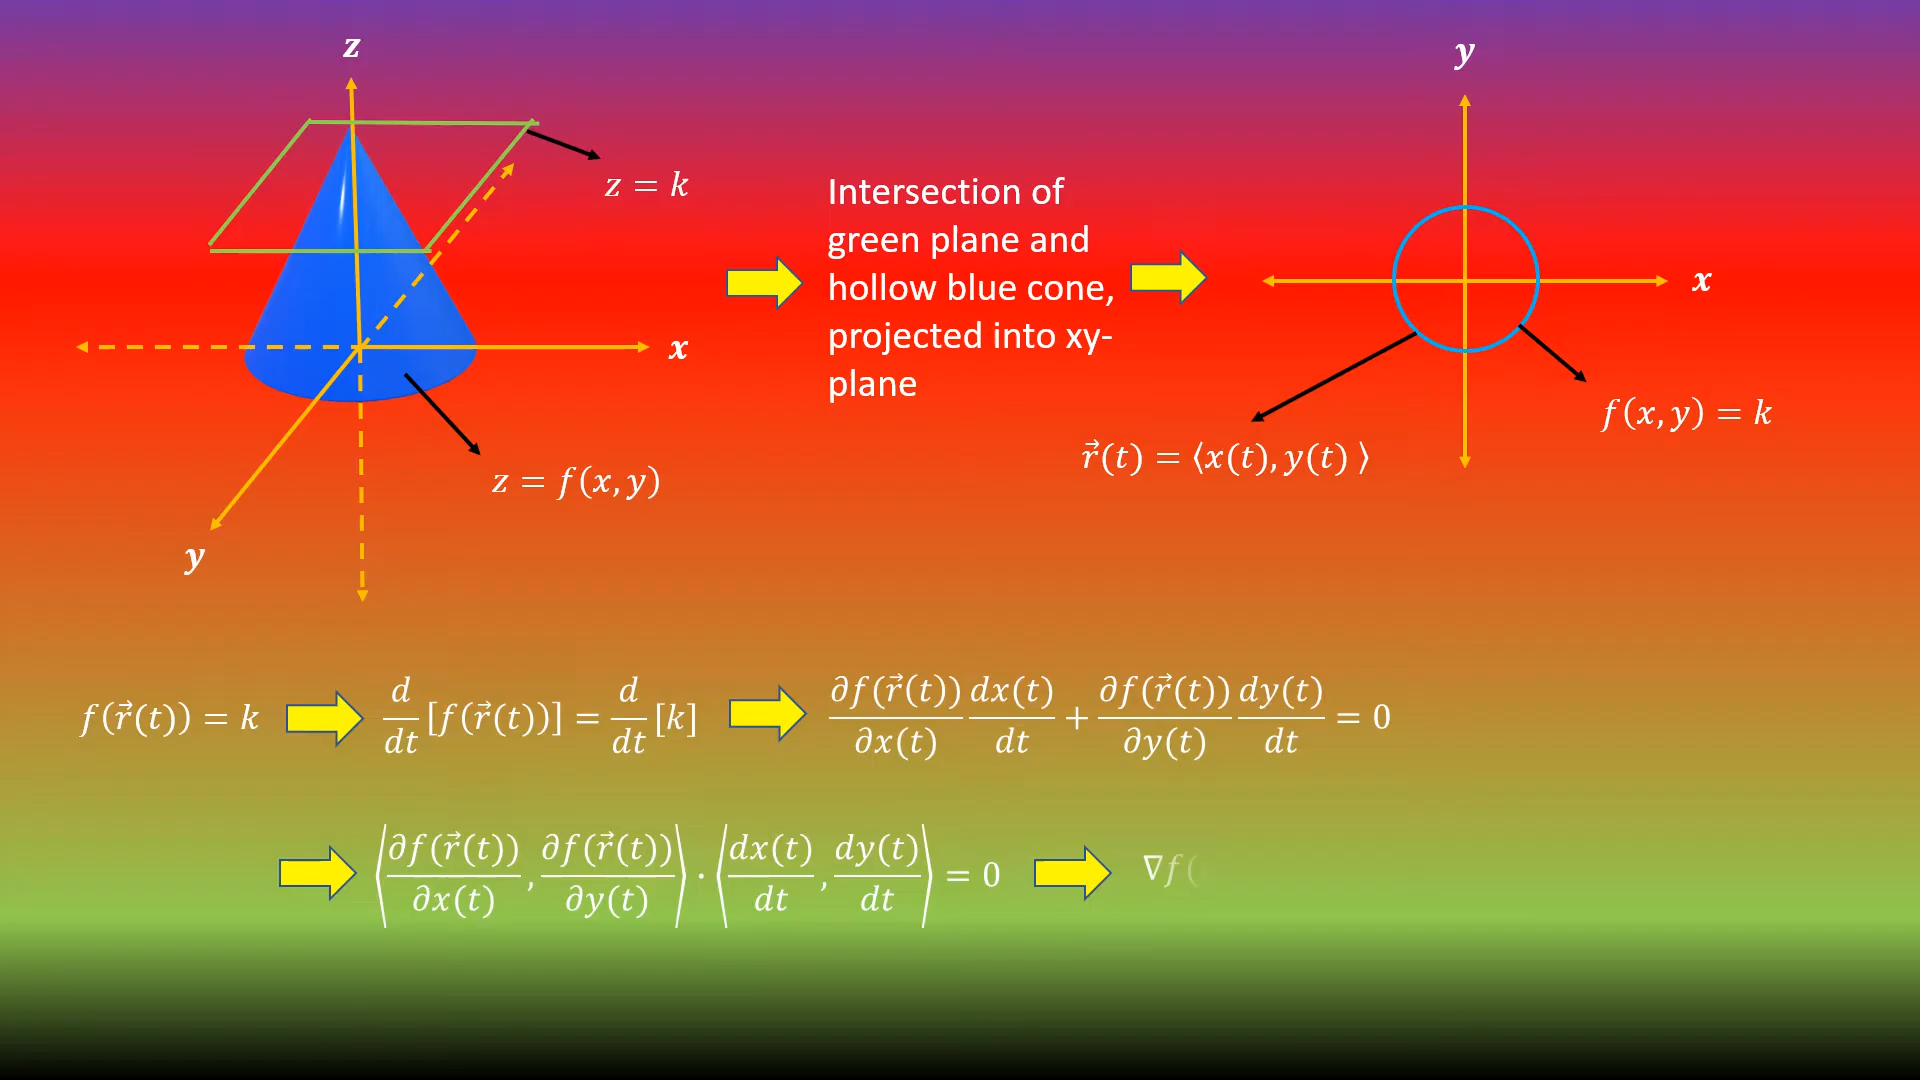 z
z = k
x
y
z = f(x, y)
Intersection of
green plane and
hollow blue cone,
projected into xy-
plane
y
x
f(x, y) = k
r⃗(t) = ⟨x(t), y(t) ⟩
f(r⃗(t)) = k
d/dt [f(r⃗(t))] = d/dt [k]
∂f(r⃗(t))/∂x(t) dx(t)/dt + ∂f(r⃗(t))/∂y(t) dy(t)/dt = 0
⟨∂f(r⃗(t))/∂x(t), ∂f(r⃗(t))/∂y(t)⟩ · ⟨dx(t)/dt, dy(t)/dt⟩ = 0
∇f(